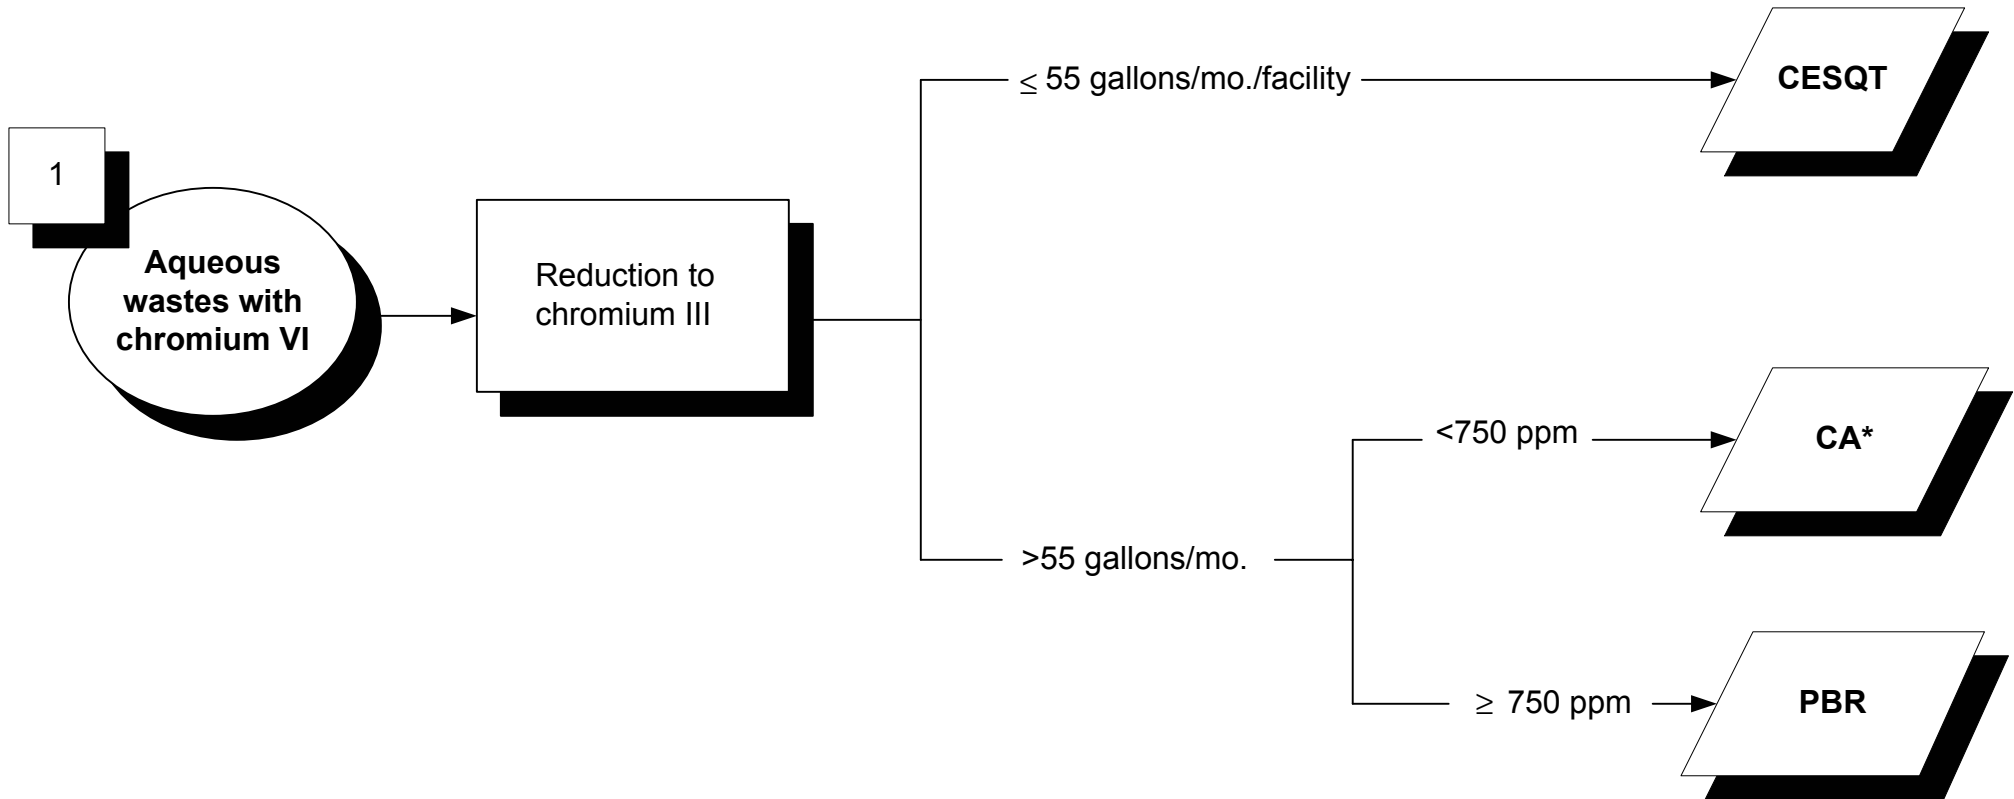 1
Aqueous
wastes with
chromium VI
Reduction to
chromium III
≤ 55 gallons/mo./facility
CESQT
<750 ppm
CA*
>55 gallons/mo.
≥ 750 ppm
PBR